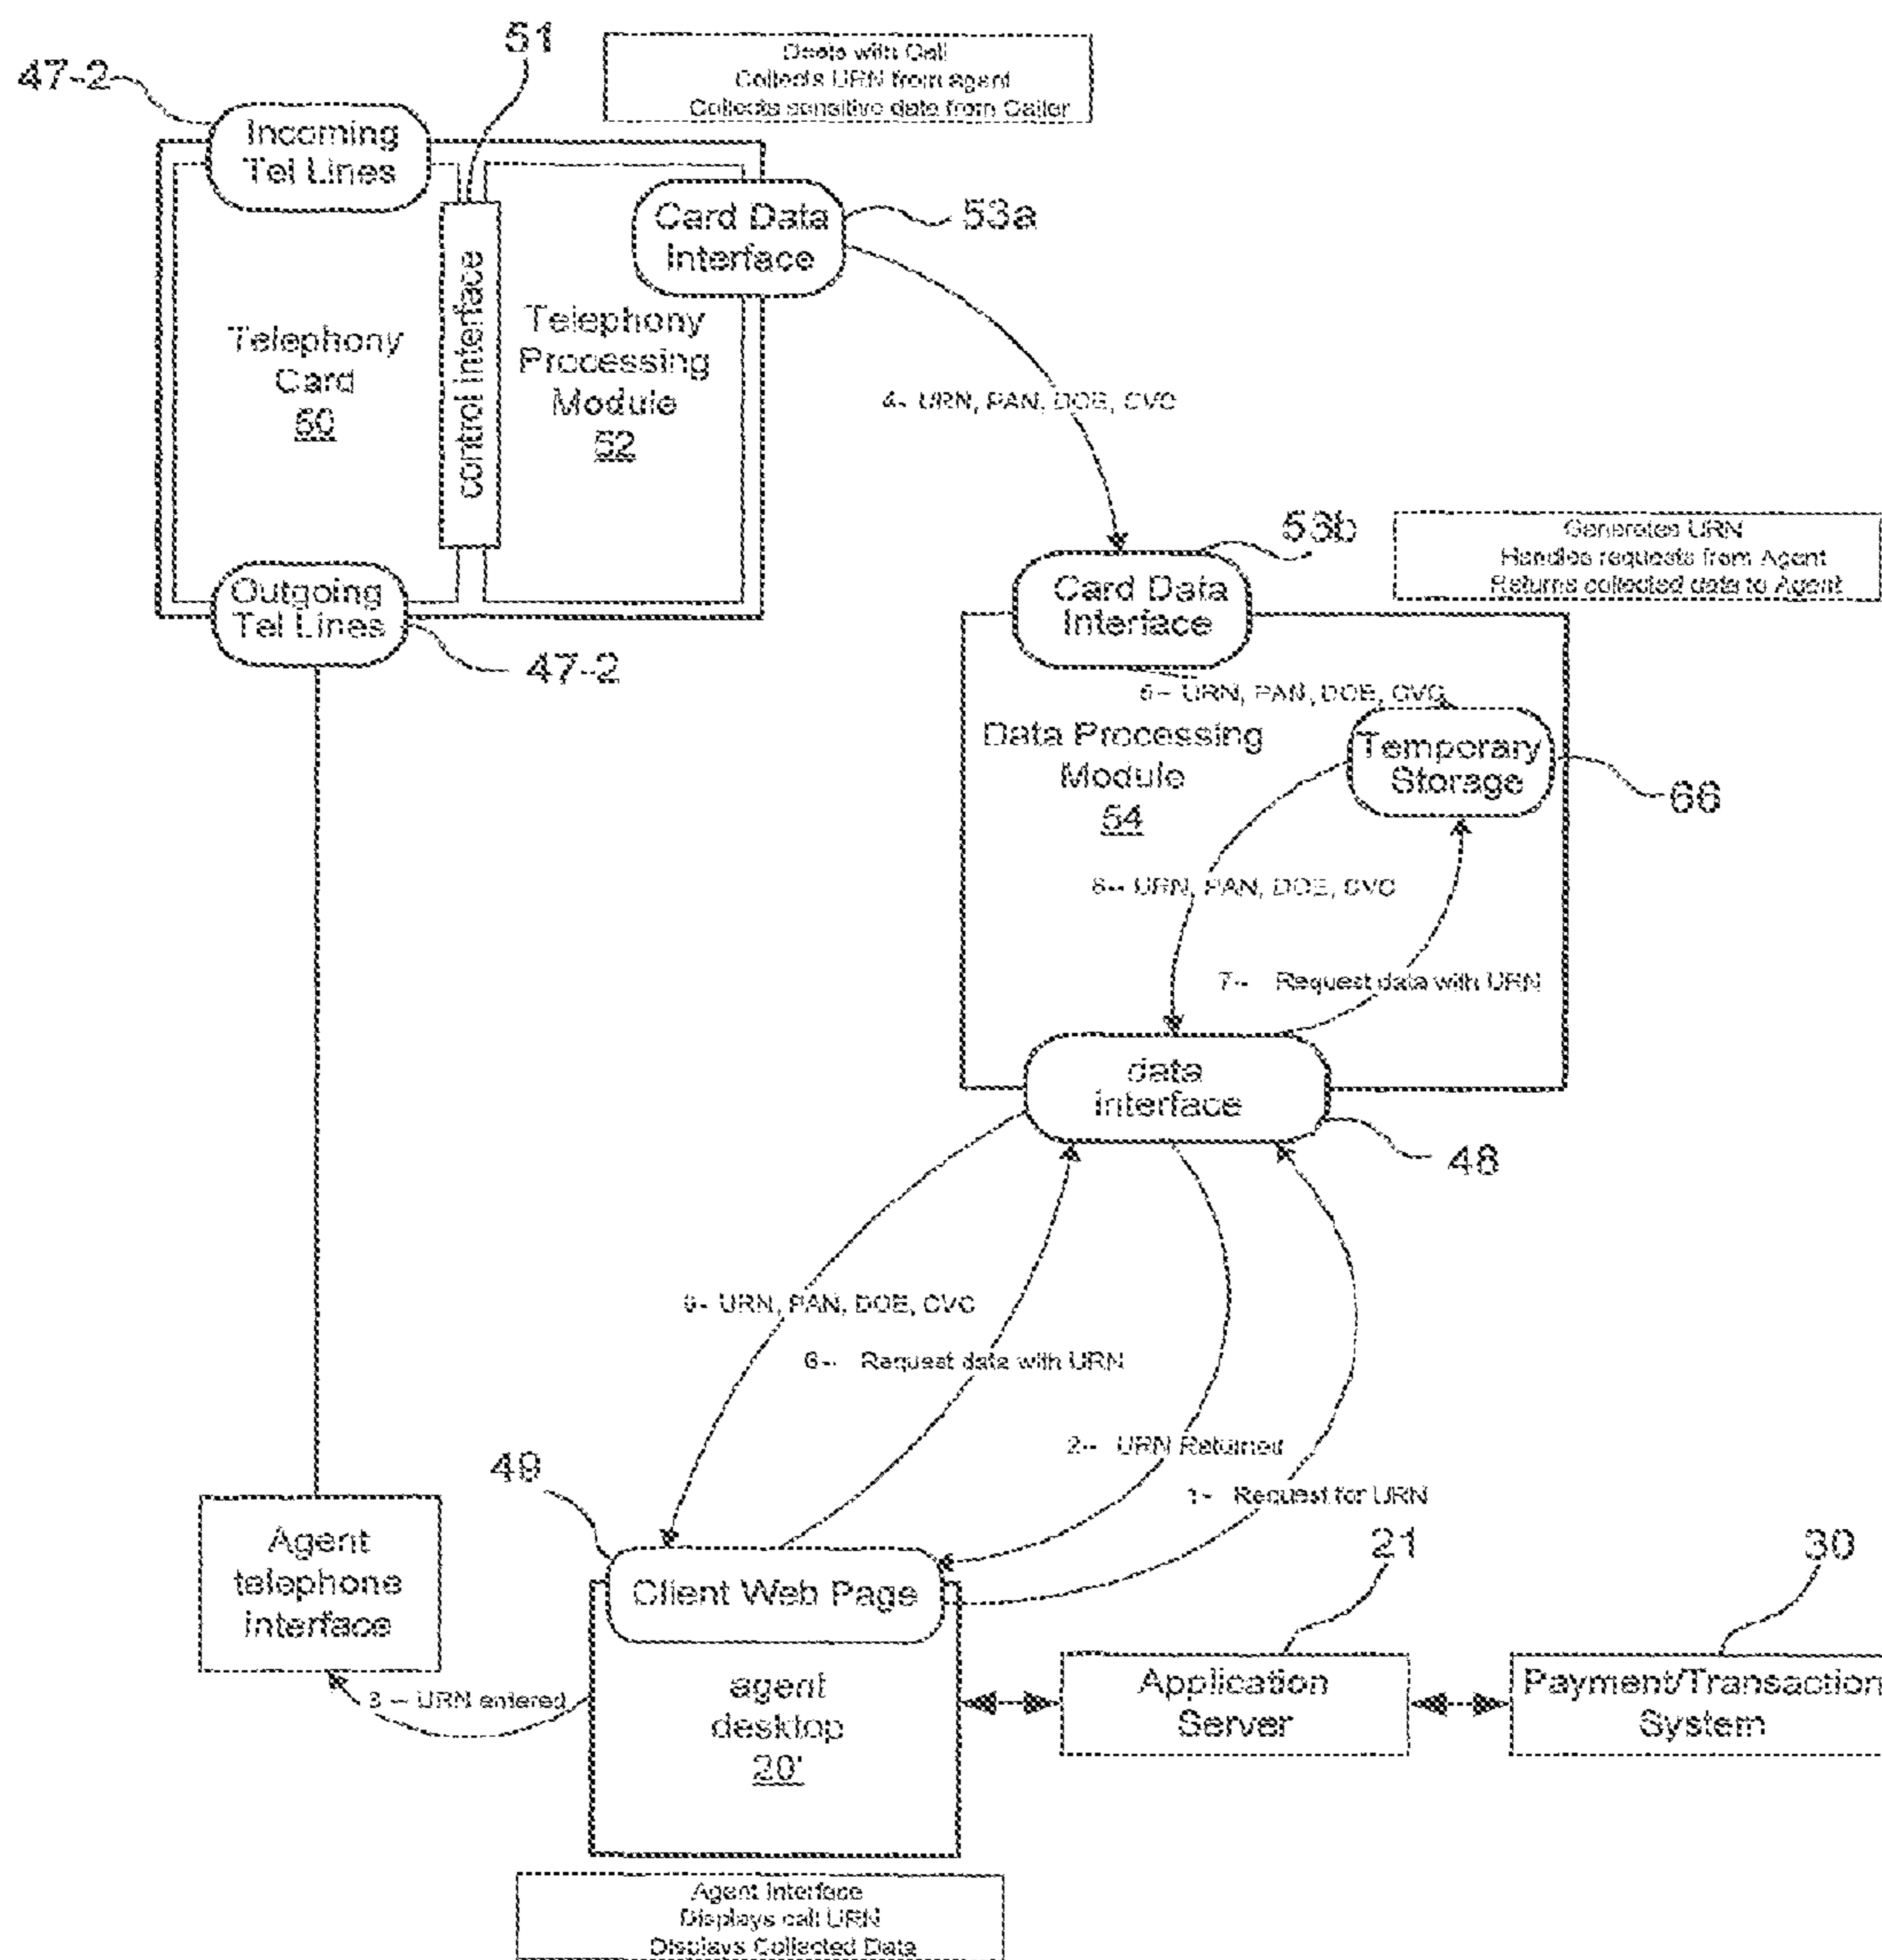 51
47-2
Deals with Call
Collects URN from agent
Collects sensitive data from Caller
Incoming
Tel Lines
Card Data
Interface
53a
control interface
Telephony
Card
50
Telephony
Processing
Module
52
4- URN, PAN, DOE, CVC
53b
Generates URN
Handles requests from Agent
Returns collected data to Agent
Card Data
Interface
Outgoing
Tel Lines
47-2
5- URN, PAN, DOE, CVC
Data Processing
Module
54
Temporary
Storage
66
8- URN, PAN, DOE, CVC
7- Request data with URN
data
interface
48
9- URN, PAN, DOE, CVC
6- Request data with URN
2- URN Returned
1- Request for URN
49
Agent
telephone
interface
Client Web Page
21
30
3 - URN entered
agent
desktop
20'
Application
Server
Payment/Transaction
System
Agent Interface
Displays call URN
Displays Collected Data